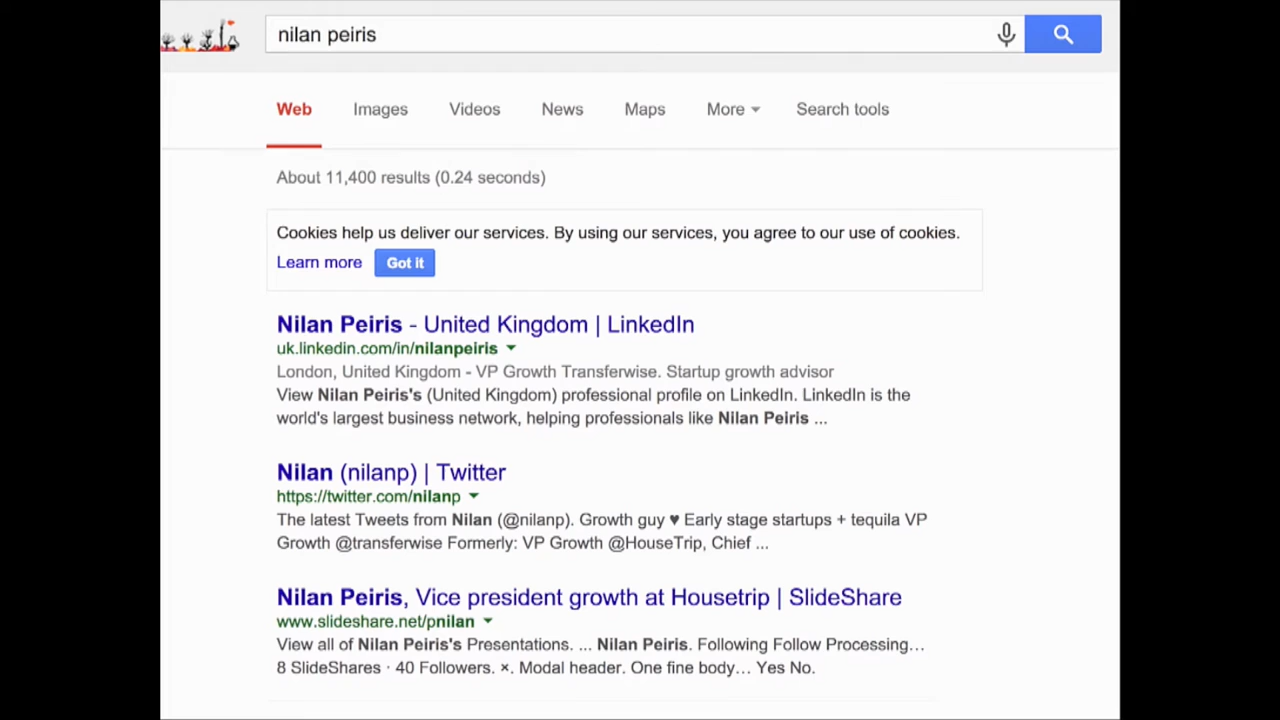 nilan peiris
Web Images Videos News Maps More Search tools
About 11,400 results (0.24 seconds)
Cookies help us deliver our services. By using our services, you agree to our use of cookies.
Learn more Got it
Nilan Peiris - United Kingdom | LinkedIn
uk.linkedin.com/in/nilanpeiris
London, United Kingdom - VP Growth Transferwise. Startup growth advisor
View Nilan Peiris's (United Kingdom) professional profile on LinkedIn. LinkedIn is the
world's largest business network, helping professionals like Nilan Peiris ...
Nilan (nilanp) | Twitter
https://twitter.com/nilanp
The latest Tweets from Nilan (@nilanp). Growth guy ♥ Early stage startups + tequila VP
Growth @transferwise Formerly: VP Growth @HouseTrip, Chief ...
Nilan Peiris, Vice president growth at Housetrip | SlideShare
www.slideshare.net/pnilan
View all of Nilan Peiris's Presentations. ... Nilan Peiris. Following Follow Processing…
8 SlideShares · 40 Followers. ×. Modal header. One fine body… Yes No.